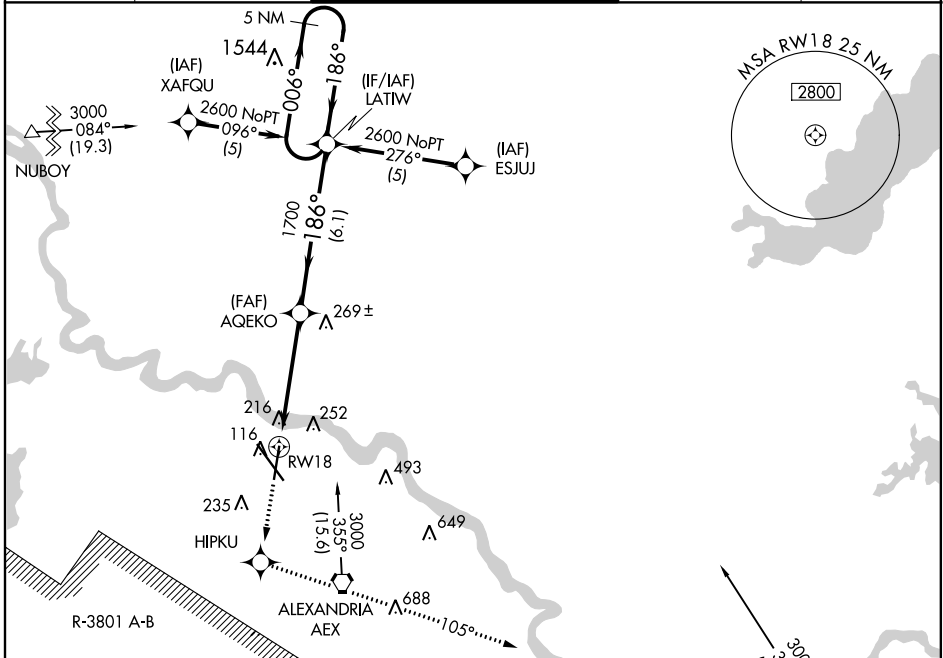 5 NM
1544
(IAF)
XAFQU
006°
186°
(IF/IAF)
LATIW
MSA RW18 25 NM
2800
3000
084°
(19.3)
NUBOY
2600 NoPT
096°
(5)
2600 NoPT
276°
(5)
(IAF)
ESJUJ
1700
186°
(6.1)
(FAF)
AQEKO
269 ±
216
252
116
RW18
493
235
649
HIPKU
3000
355°
(15.6)
R-3801 A-B
ALEXANDRIA
AEX
688
105°